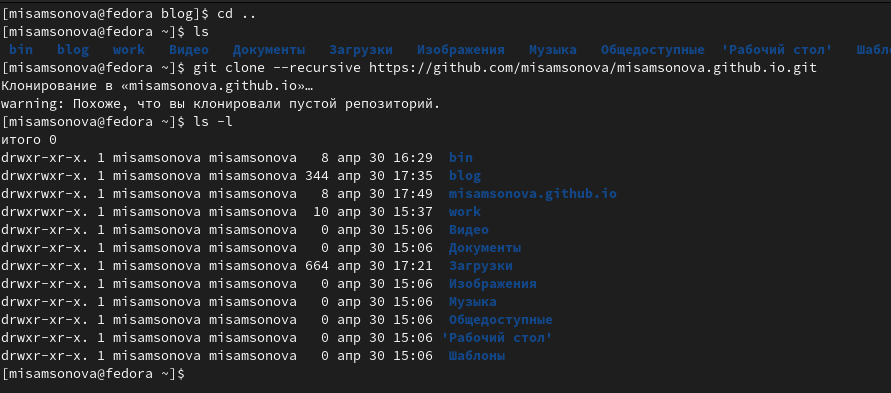 [misamsonova@fedora blog]$ cd ..
[misamsonova@fedora ~]$ ls
bin blog work Видео Документы Загрузки Изображения Музыка Общедоступные 'Рабочий стол' Шабло
[misamsonova@fedora ~]$ git clone --recursive https://github.com/misamsonova/misamsonova.github.io.git
Клонирование в «misamsonova.github.io»…
warning: Похоже, что вы клонировали пустой репозиторий.
[misamsonova@fedora ~]$ ls -l
итого 0
drwxr-xr-x. 1 misamsonova misamsonova 8 апр 30 16:29 bin
drwxrwxr-x. 1 misamsonova misamsonova 344 апр 30 17:35 blog
drwxrwxr-x. 1 misamsonova misamsonova 8 апр 30 17:49 misamsonova.github.io
drwxrwxr-x. 1 misamsonova misamsonova 10 апр 30 15:37 work
drwxr-xr-x. 1 misamsonova misamsonova 0 апр 30 15:06 Видео
drwxr-xr-x. 1 misamsonova misamsonova 0 апр 30 15:06 Документы
drwxr-xr-x. 1 misamsonova misamsonova 664 апр 30 17:21 Загрузки
drwxr-xr-x. 1 misamsonova misamsonova 0 апр 30 15:06 Изображения
drwxr-xr-x. 1 misamsonova misamsonova 0 апр 30 15:06 Музыка
drwxr-xr-x. 1 misamsonova misamsonova 0 апр 30 15:06 Общедоступные
drwxr-xr-x. 1 misamsonova misamsonova 0 апр 30 15:06 'Рабочий стол'
drwxr-xr-x. 1 misamsonova misamsonova 0 апр 30 15:06 Шаблоны
[misamsonova@fedora ~]$